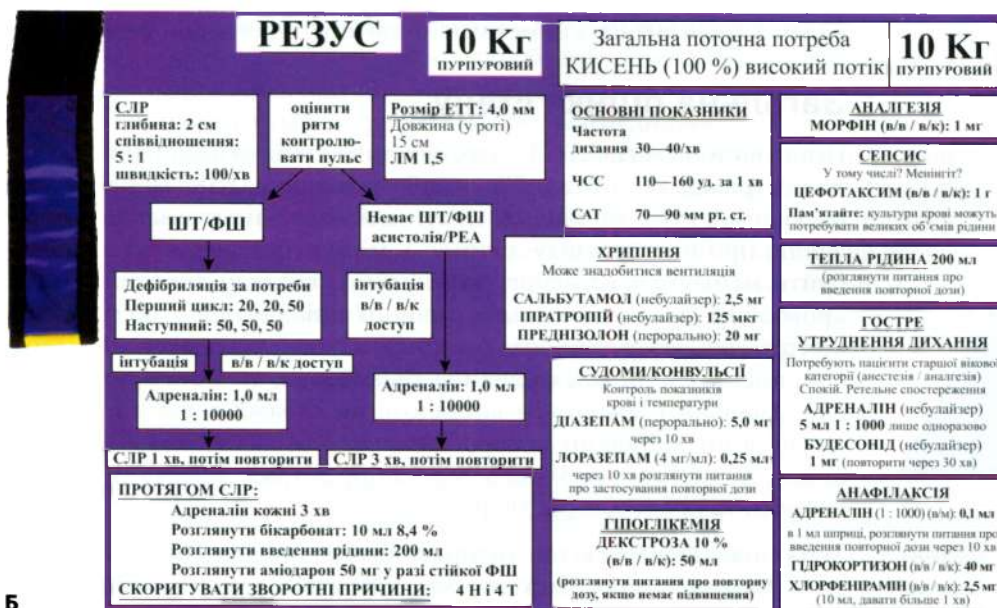 РЕЗУС
10 Кг
ПУРПУРОВИЙ
Загальна поточна потреба
КИСЕНЬ (100 %) високий потік
10 Кг
ПУРПУРОВИЙ
СЛР
глибина: 2 см
співвідношення:
5 : 1
швидкість: 100/хв
оцінити
ритм
контролю-
вати пульс
Розмір ЕТТ: 4,0 мм
Довжина (у роті)
15 см
ЛМ 1,5
ШТ/ФШ
Немає ШТ/ФШ
асистолія/РЕА
Дефібриляція за потреби
Перший цикл: 20, 20, 50
Наступний: 50, 50, 50
інтубація
в/в / в/к
доступ
інтубація
в/в / в/к доступ
Адреналін: 1,0 мл
1 : 10000
Адреналін: 1,0 мл
1 : 10000
СЛР 1 хв, потім повторити
СЛР 3 хв, потім повторити
ПРОТЯГОМ СЛР:
Адреналін кожні 3 хв
Розглянути бікарбонат: 10 мл 8,4 %
Розглянути введення рідини: 200 мл
Розглянути аміодарон 50 мг у разі стійкої ФШ
СКОРИГУВАТИ ЗВОРОТНІ ПРИЧИНИ: 4 Н і 4 Т
ОСНОВНІ ПОКАЗНИКИ
Частота
дихання 30—40/хв
ЧСС 110—160 уд. за 1 хв
САТ 70—90 мм рт. ст.
ХРИПІННЯ
Може знадобитися вентиляція
САЛЬБУТАМОЛ (небулайзер): 2,5 мг
ІПРАТРОПІЙ (небулайзер): 125 мкг
ПРЕДНІЗОЛОН (перорально): 20 мг
СУДОМИ/КОНВУЛЬСІЇ
Контроль показників
крові і температури
ДІАЗЕПАМ (перорально): 5,0 мг
через 10 хв
ЛОРАЗЕПАМ (4 мг/мл): 0,25 мл
через 10 хв розглянути питання
про застосування повторної дози
ГІПОГЛІКЕМІЯ
ДЕКСТРОЗА 10 %
(в/в / в/к): 50 мл
(розглянути питання про повторну
дозу, якщо немає підвищення)
АНАЛГЕЗІЯ
МОРФІН (в/в / в/к): 1 мг
СЕПСИС
У тому числі? Менінгіт?
ЦЕФОТАКСИМ (в/в / в/к): 1 г
Пам'ятайте: культури крові можуть
потребувати великих об'ємів рідини
ТЕПЛА РІДИНА 200 мл
(розглянути питання про
введення повторної дози)
ГОСТРЕ
УТРУДНЕННЯ ДИХАННЯ
Потребують пацієнти старшої вікової
категорії (анестезія / аналгезія)
Спокій. Ретельне спостереження
АДРЕНАЛІН (небулайзер)
5 мл 1 : 1000 лише одноразово
БУДЕСОНІД (небулайзер)
1 мг (повторити через 30 хв)
АНАФІЛАКСІЯ
АДРЕНАЛІН (1 : 1000) (в/м): 0,1 мл
в 1 мл шприці, розглянути питання про
введення повторної дози через 10 хв
ГІДРОКОРТИЗОН (в/в / в/к): 40 мг
ХЛОРФЕНІРАМІН (в/в / в/к): 2,5 мг
(10 мл, давати більше 1 хв)
Б